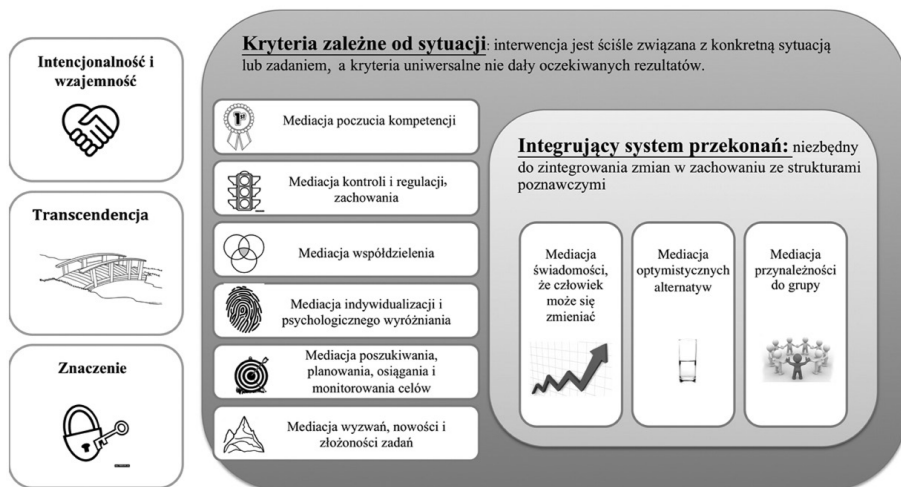 Intencjonalność i
wzajemność
Transcendencja
Znaczenie
Kryteria zależne od sytuacji: interwencja jest ściśle związana z konkretną sytuacją
lub zadaniem, a kryteria uniwersalne nie dały oczekiwanych rezultatów.
1st
Mediacja poczucia kompetencji
Mediacja kontroli i regulacji,
zachowania
Mediacja współdzielenia
Mediacja indywidualizacji i
psychologicznego wyróżniania
Mediacja poszukiwania,
planowania, osiągania i
monitorowania celów
Mediacja wyzwań, nowości i
złożoności zadań
Integrujący system przekonań: niezbędny
do zintegrowania zmian w zachowaniu ze strukturami
poznawczymi
Mediacja
świadomości,
że człowiek
może się
zmieniać
Mediacja
optymistycznych
alternatyw
Mediacja
przynależności
do grupy